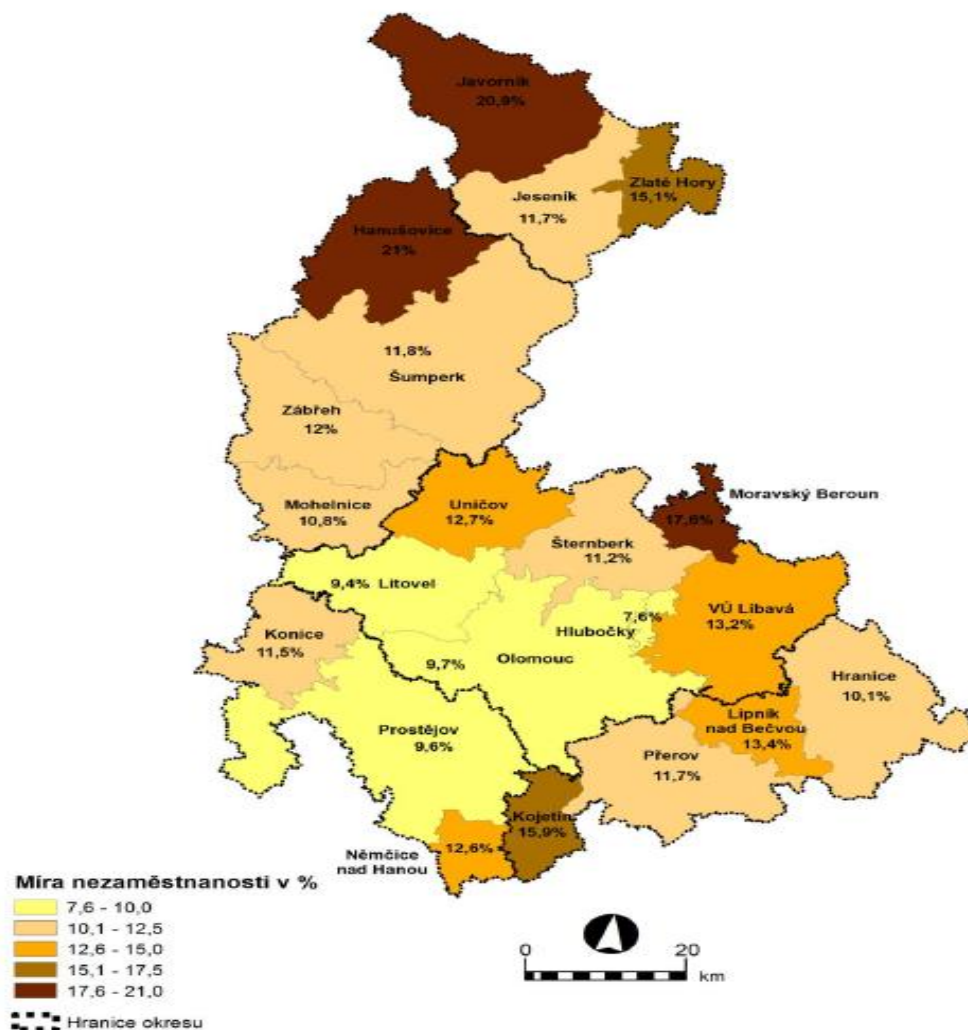 Javorník
20,9%
Zlaté Hory
15,1%
Jeseník
11,7%
Hanušovice
21%
11,8%
Šumperk
Zábřeh
12%
Mohelnice
10,8%
Uničov
12,7%
Moravský Beroun
17,6%
Šternberk
11,2%
9,4% Litovel
7,6%
Hlubočky
VÚ Libavá
13,2%
Konice
11,5%
9,7%
Olomouc
Hranice
10,1%
Prostějov
9,6%
Lipník
nad Bečvou
13,4%
Přerov
11,7%
Kojetín
15,9%
12,6%
Němčice
nad Hanou
Míra nezaměstnanosti v %
7,6 - 10,0
10,1 - 12,5
12,6 - 15,0
15,1 - 17,5
17,6 - 21,0
Hranice okresu
0 20
km